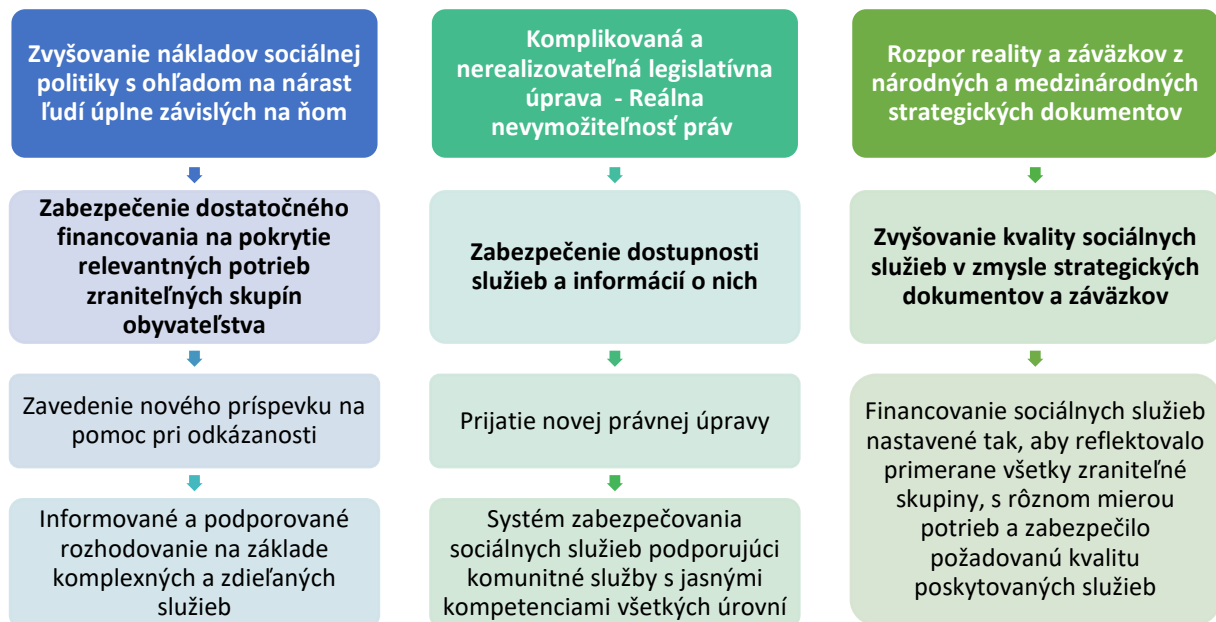 Zvyšovanie nákladov sociálnej
politiky s ohľadom na nárast
ľudí úplne závislých na ňom
Zabezpečenie dostatočného
financovania na pokrytie
relevantných potrieb
zraniteľných skupín
obyvateľstva
Zavedenie nového príspevku na
pomoc pri odkázanosti
Informované a podporované
rozhodovanie na základe
komplexných a zdieľaných
služieb
Komplikovaná a
nerealizovateľná legislatívna
úprava - Reálna
nevymožiteľnosť práv
Zabezpečenie dostupnosti
služieb a informácií o nich
Prijatie novej právnej úpravy
Systém zabezpečovania
sociálnych služieb podporujúci
komunitné služby s jasnými
kompetenciami všetkých úrovní
Rozpor reality a záväzkov z
národných a medzinárodných
strategických dokumentov
Zvyšovanie kvality sociálnych
služieb v zmysle strategických
dokumentov a záväzkov
Financovanie sociálnych služieb
nastavené tak, aby reflektovalo
primerane všetky zraniteľné
skupiny, s rôznom mierou
potrieb a zabezpečilo
požadovanú kvalitu
poskytovaných služieb